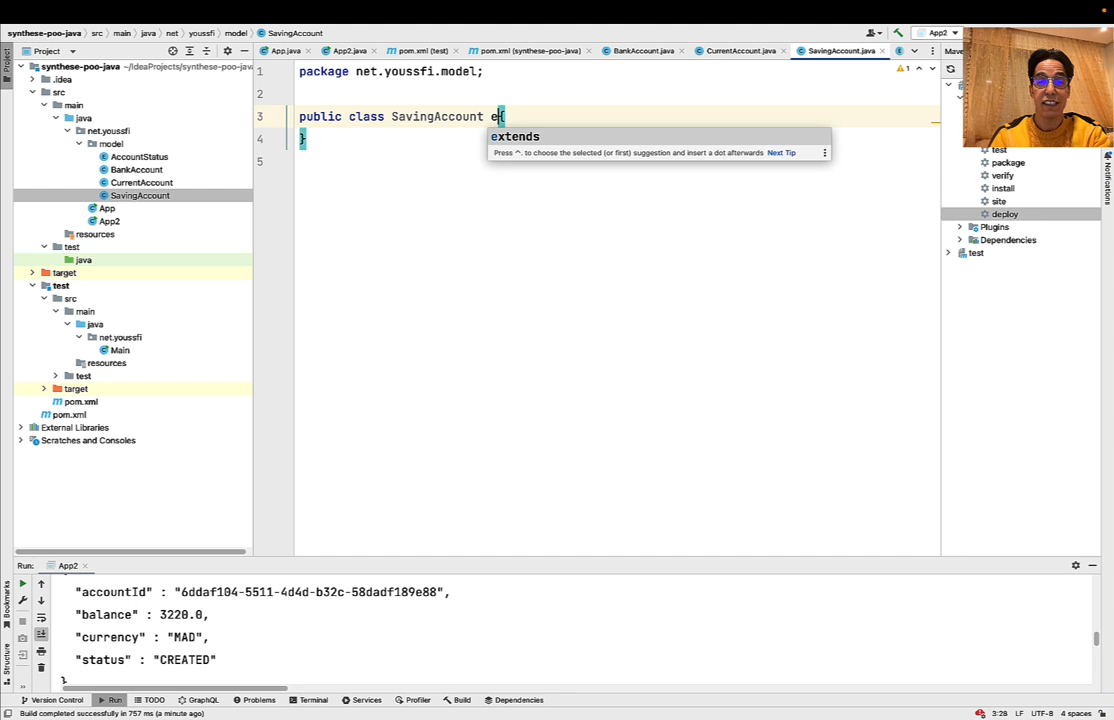 synthese-poo-java > src > main > java > net > youssfi > model > SavingAccount
App2
Project
App.java
App2.java
pom.xml (test)
pom.xml (synthese-poo-java)
BankAccount.java
CurrentAccount.java
SavingAccount.java
synthese-poo-java ~/IdeaProjects/synthese-poo-java
.idea
src
main
java
net.youssfi
model
AccountStatus
BankAccount
CurrentAccount
SavingAccount
App
App2
resources
test
java
target
test
src
main
java
net.youssfi
Main
resources
test
target
pom.xml
pom.xml
External Libraries
Scratches and Consoles
1 package net.youssfi.model;
2
3 public class SavingAccount e{
4 }
5
extends
Press ^. to choose the selected (or first) suggestion and insert a dot afterwards Next Tip
1
Mave
test
package
verify
install
site
deploy
Plugins
Dependencies
test
Project
Notifications
Bookmarks
Structure
Run: App2
"accountId" : "6ddaf104-5511-4d4d-b32c-58dadf189e88",
"balance" : 3220.0,
"currency" : "MAD",
"status" : "CREATED"
}
Version Control
Run
TODO
GraphQL
Problems
Terminal
Services
Profiler
Build
Dependencies
Build completed successfully in 757 ms (a minute ago)
3:28 LF UTF-8 4 spaces